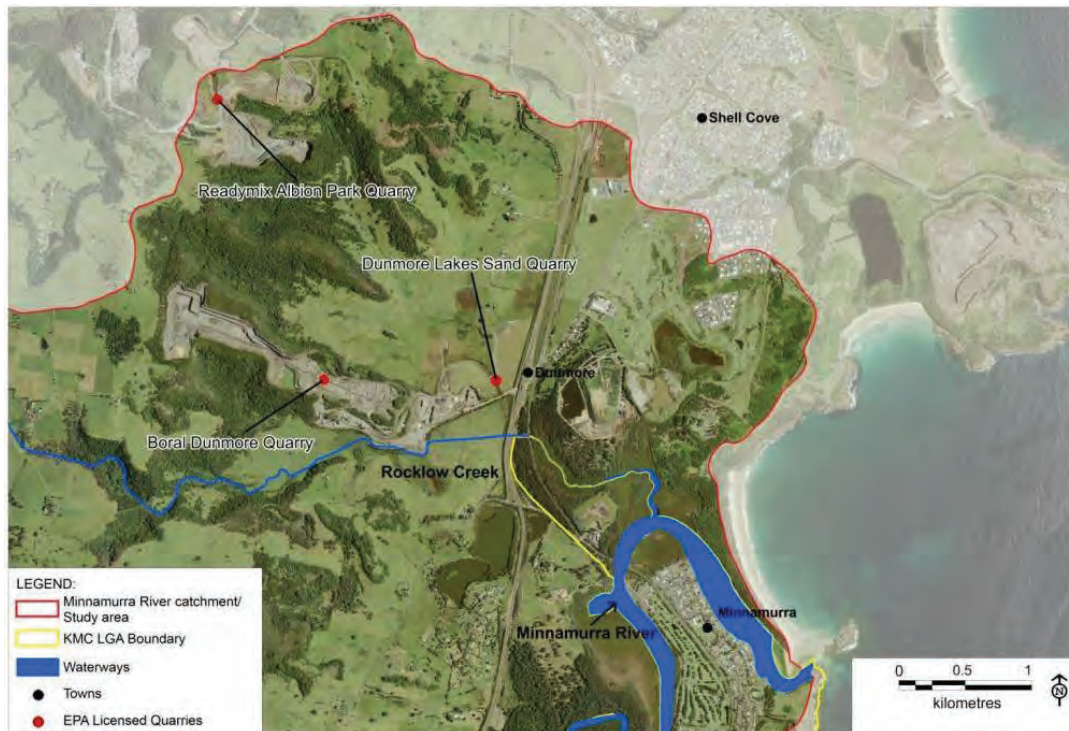 Shell Cove
Readymix Albion Park Quarry
Dunmore Lakes Sand Quarry
Dunmore
Boral Dunmore Quarry
Rocklow Creek
Minnamurra
Minnamurra River
LEGEND:
Minnamurra River catchment/
Study area
KMC LGA Boundary
Waterways
Towns
EPA Licensed Quarries
0 0.5 1
kilometres
N